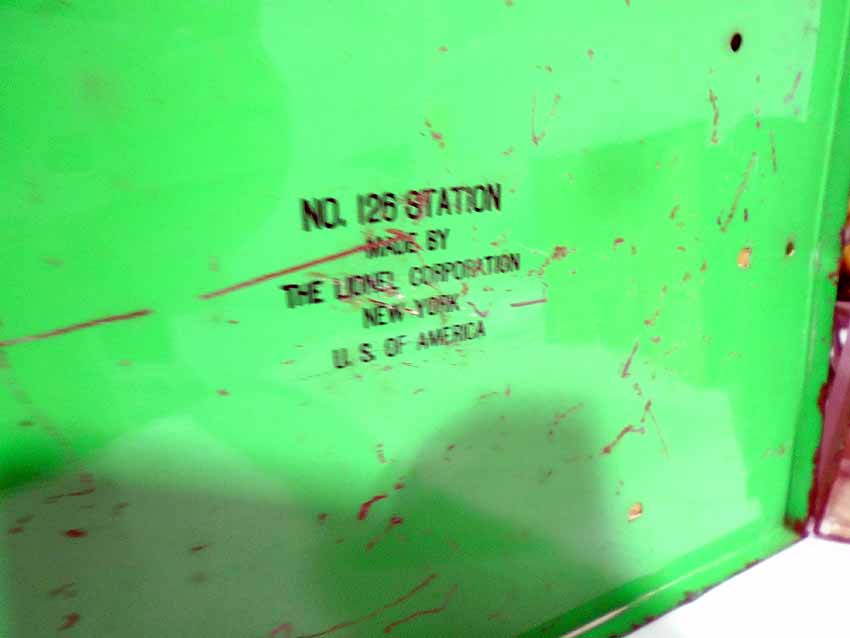 NO. 126 STATION
MADE BY
THE LIONEL CORPORATION
NEW YORK
U. S. OF AMERICA